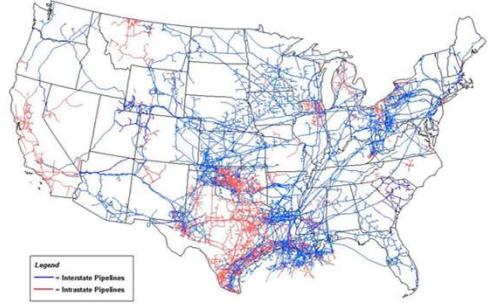 Legend
= Interstate Pipelines
= Intrastate Pipelines